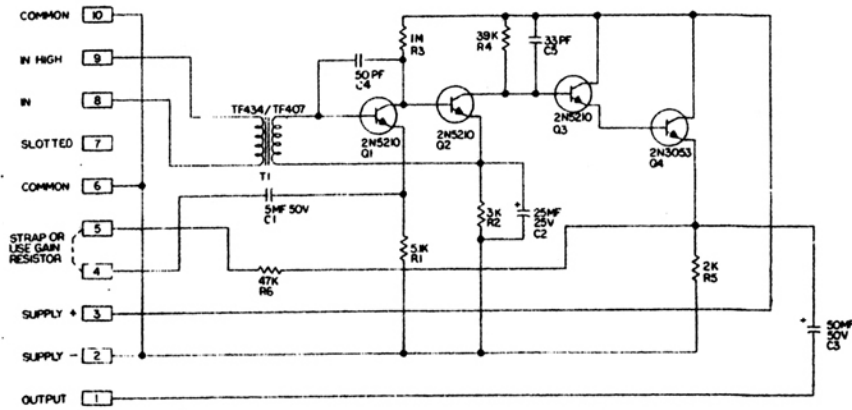 COMMON 10
IN HIGH 9
IN 8
SLOTTED 7
COMMON 6
STRAP OR
USE GAIN
RESISTOR
5
4
SUPPLY + 3
SUPPLY - 2
OUTPUT 1
TF434/TF407
T1
50PF
C4
5MF 50V
C1
47K
R6
1M
R3
2N5210
Q1
5.1K
R1
39K
R4
33PF
C5
2N5210
Q2
3K
R2
+
25MF
25V
C2
2N5210
Q3
2N3053
Q4
2K
R5
+
50MF
50V
C3